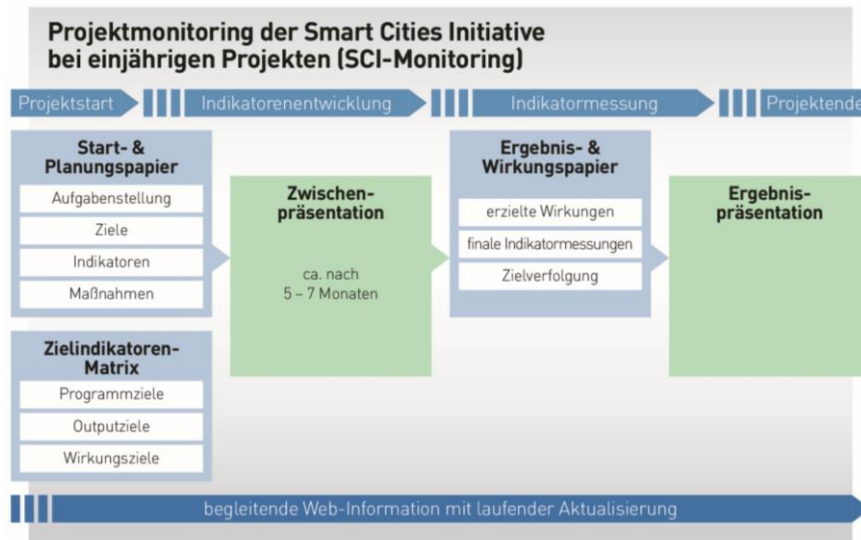 Projektmonitoring der Smart Cities Initiative
bei einjährigen Projekten (SCI-Monitoring)
Projektstart
Indikatorenentwicklung
Indikatormessung
Projektende
Start- &
Planungspapier
Aufgabenstellung
Ziele
Indikatoren
Maßnahmen
Zwischen-
präsentation
ca. nach
5 – 7 Monaten
Ergebnis- &
Wirkungspapier
erzielte Wirkungen
finale Indikatormessungen
Zielverfolgung
Ergebnis-
präsentation
Zielindikatoren-
Matrix
Programmziele
Outputziele
Wirkungsziele
begleitende Web-Information mit laufender Aktualisierung